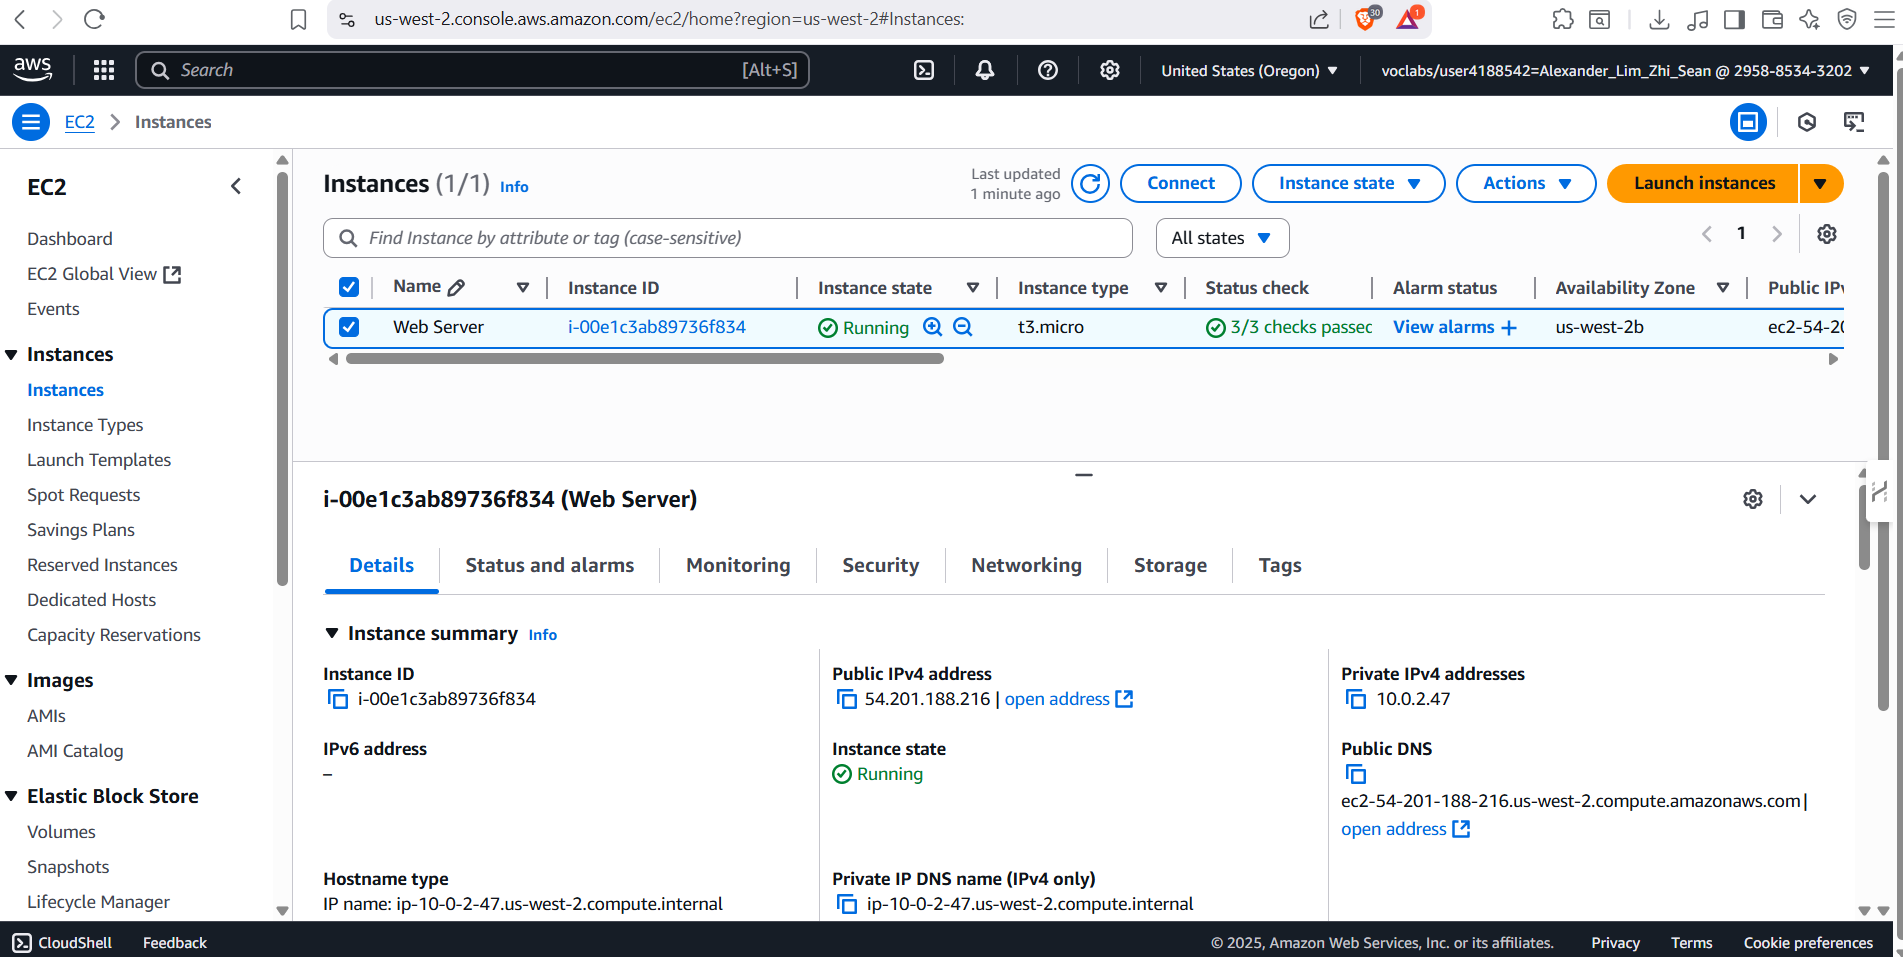 us-west-2.console.aws.amazon.com/ec2/home?region=us-west-2#Instances:
30
1
aws
Search
[Alt+S]
United States (Oregon)
voclabs/user4188542=Alexander_Lim_Zhi_Sean @ 2958-8534-3202
EC2
Instances
EC2
Dashboard
EC2 Global View
Events
Instances
Instances
Instance Types
Launch Templates
Spot Requests
Savings Plans
Reserved Instances
Dedicated Hosts
Capacity Reservations
Images
AMIs
AMI Catalog
Elastic Block Store
Volumes
Snapshots
Lifecycle Manager
Instances (1/1) Info
Last updated
1 minute ago
Connect
Instance state
Actions
Launch instances
Find Instance by attribute or tag (case-sensitive)
All states
1
Name Instance ID Instance state Instance type Status check Alarm status Availability Zone Public IPv
Web Server i-00e1c3ab89736f834 Running t3.micro 3/3 checks passec View alarms + us-west-2b ec2-54-20
i-00e1c3ab89736f834 (Web Server)
Details
Status and alarms
Monitoring
Security
Networking
Storage
Tags
Instance summary Info
Instance ID
i-00e1c3ab89736f834
Public IPv4 address
54.201.188.216 | open address
Private IPv4 addresses
10.0.2.47
IPv6 address
–
Instance state
Running
Public DNS
ec2-54-201-188-216.us-west-2.compute.amazonaws.com |
open address
Hostname type
IP name: ip-10-0-2-47.us-west-2.compute.internal
Private IP DNS name (IPv4 only)
ip-10-0-2-47.us-west-2.compute.internal
CloudShell
Feedback
© 2025, Amazon Web Services, Inc. or its affiliates.
Privacy
Terms
Cookie preferences